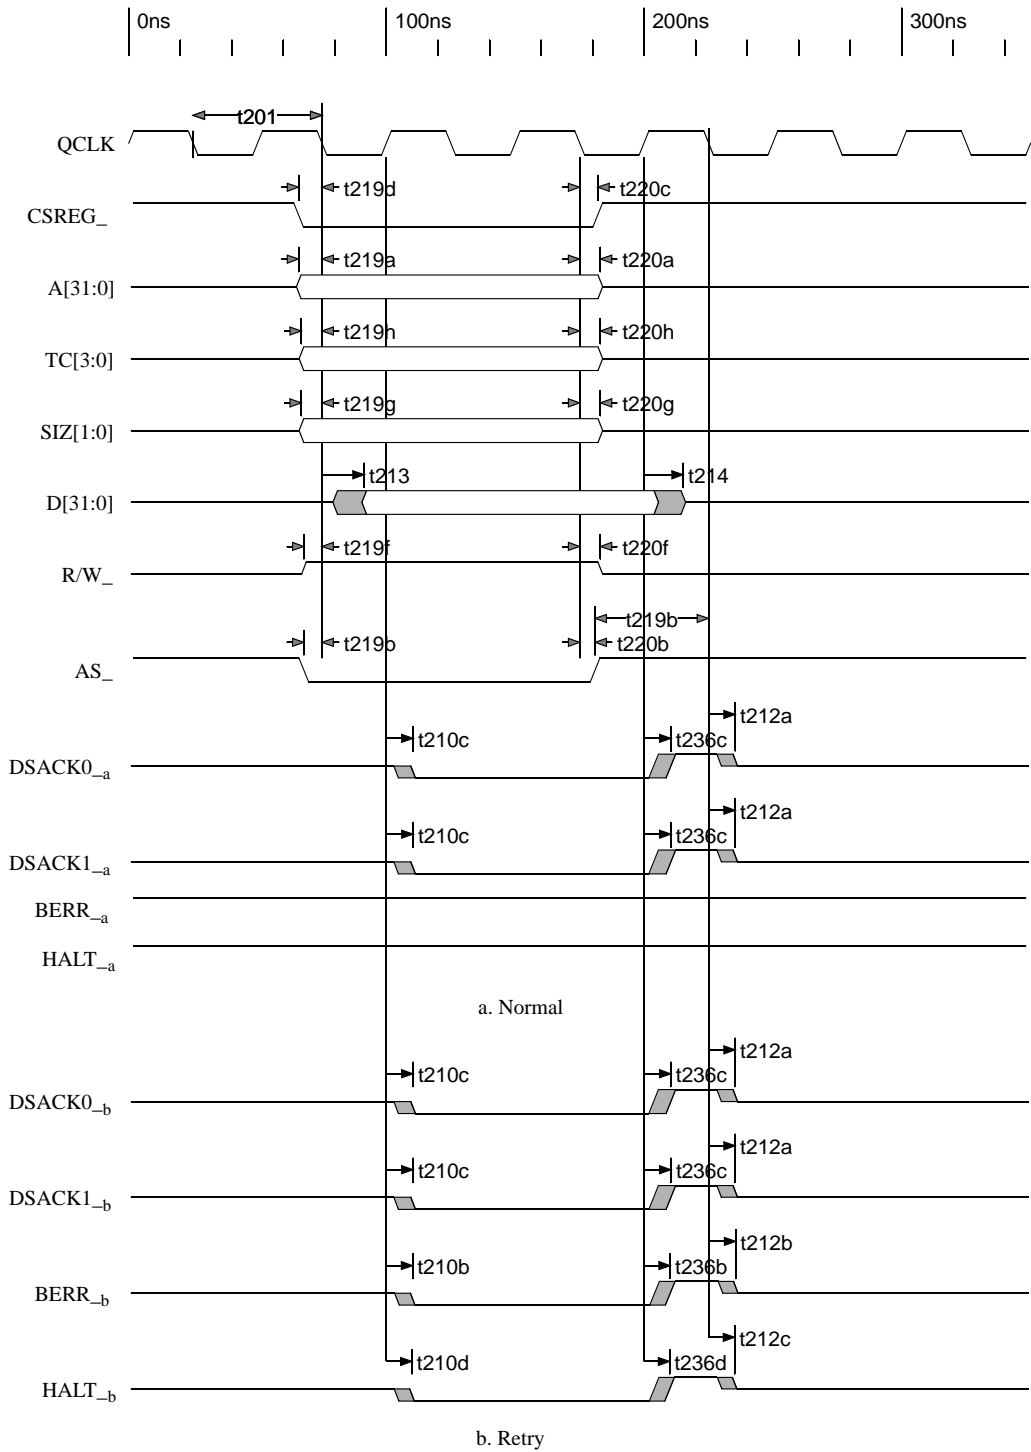 0ns 100ns 200ns 300ns
t201
QCLK
t219d t220c
CSREG_
t219a t220a
A[31:0]
t219h t220h
TC[3:0]
t219g t220g
SIZ[1:0]
t213 t214
D[31:0]
t219f t220f
R/W_
t219b
t219b t220b
AS_
t212a
t210c t236c
DSACK0_a
t212a
t210c t236c
DSACK1_a
BERR_a
HALT_a
a. Normal
t212a
t210c t236c
DSACK0_b
t212a
t210c t236c
DSACK1_b
t212b
t210b t236b
BERR_b
t212c
t210d t236d
HALT_b
b. Retry